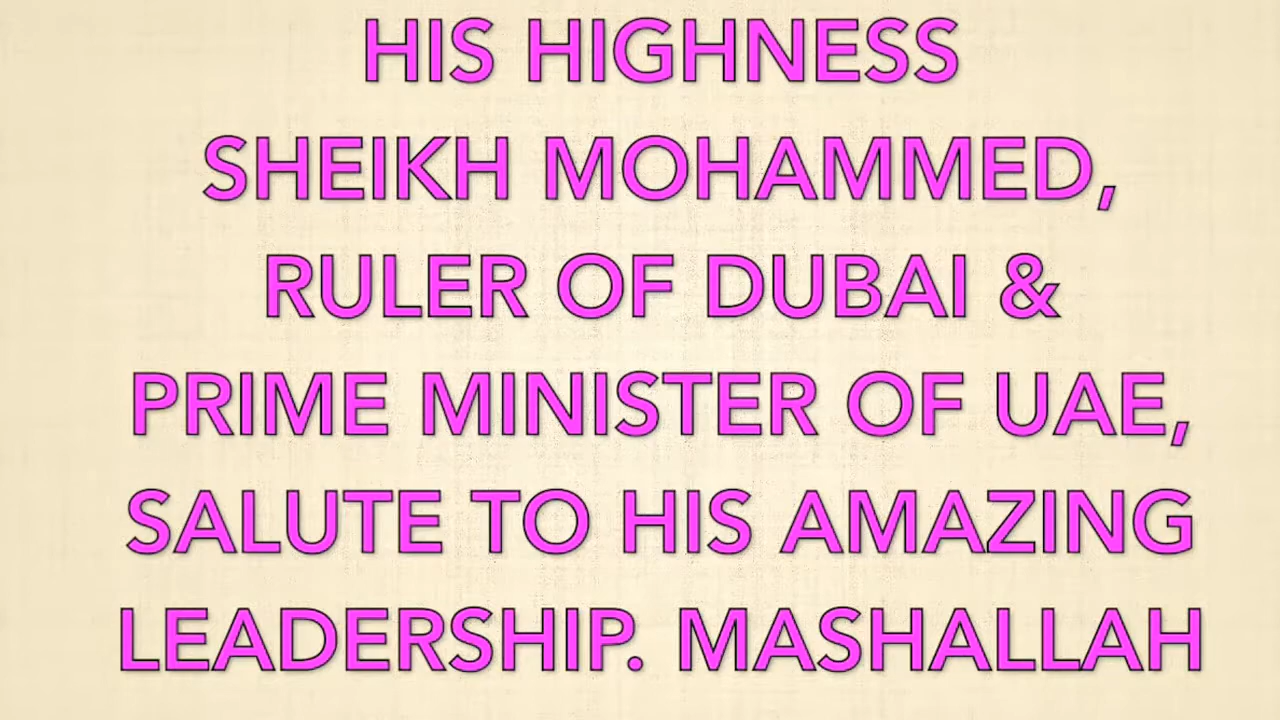 HIS HIGHNESS
SHEIKH MOHAMMED,
RULER OF DUBAI &
PRIME MINISTER OF UAE,
SALUTE TO HIS AMAZING
LEADERSHIP. MASHALLAH